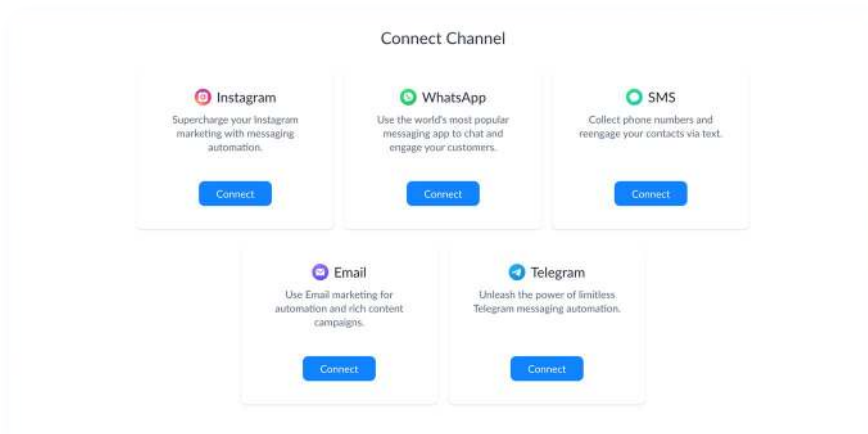 Connect Channel
Instagram
Supercharge your Instagram
marketing with messaging
automation.
Connect
WhatsApp
Use the world's most popular
messaging app to chat and
engage your customers.
Connect
SMS
Collect phone numbers and
reengage your contacts via text.
Connect
Email
Use Email marketing for
automation and rich content
campaigns.
Connect
Telegram
Unleash the power of limitless
Telegram messaging automation.
Connect